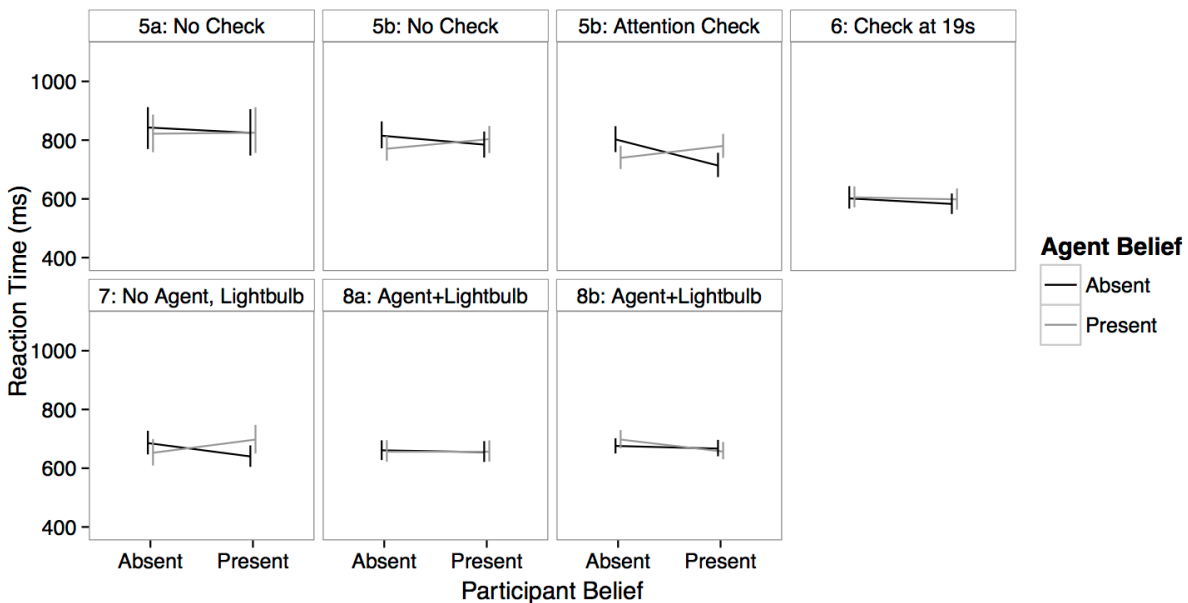 5a: No Check
5b: No Check
5b: Attention Check
6: Check at 19s
1000
800
600
400
7: No Agent, Lightbulb
8a: Agent+Lightbulb
8b: Agent+Lightbulb
1000
800
600
400
Reaction Time (ms)
Absent Present
Absent Present
Absent Present
Participant Belief
Agent Belief
Absent
Present